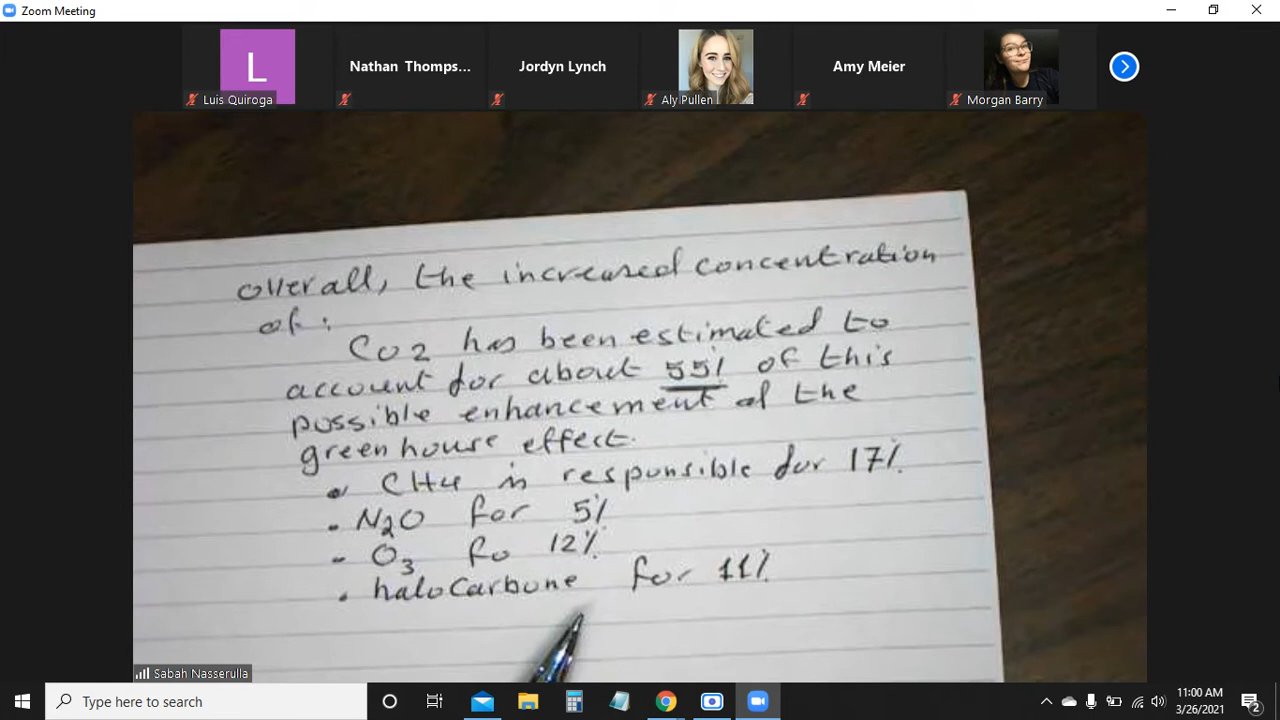 Zoom Meeting
L
Nathan Thomps...
Jordyn Lynch
Amy Meier
Luis Quiroga
Aly Pullen
Morgan Barry
overall, the increased concentration
of:
CO2 has been estimated to
account for about 55% of this
possible enhancement of the
greenhouse effect.
• CH4 is responsible for 17%.
• N2O for 5%
- O3 fo 12%
• halocarbone for 11%
Sabah Nasserulla
Type here to search
11:00 AM
3/26/2021
2